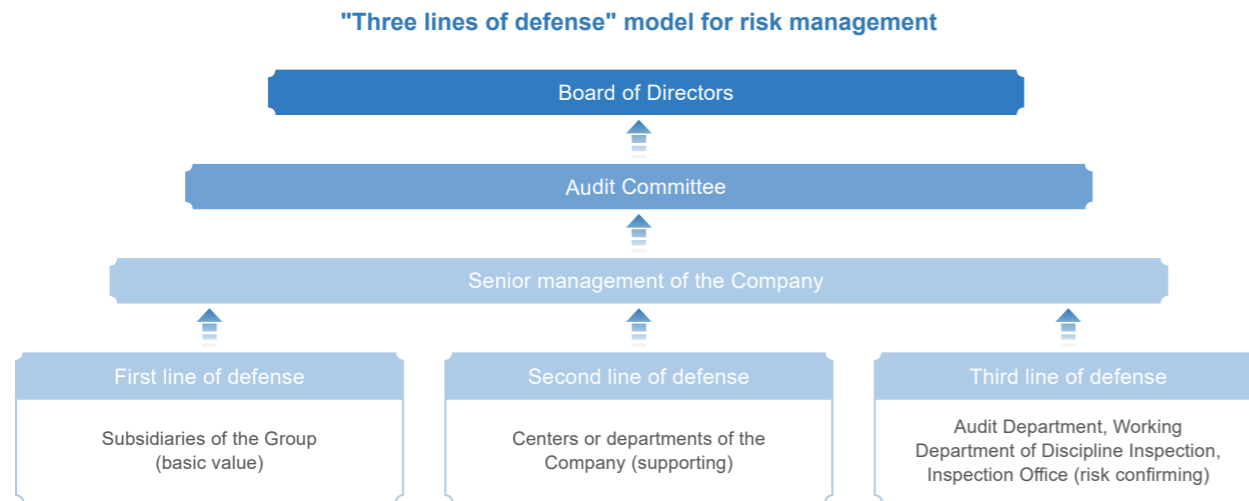 "Three lines of defense" model for risk management
Board of Directors
Audit Committee
Senior management of the Company
First line of defense
Subsidiaries of the Group
(basic value)
Second line of defense
Centers or departments of the
Company (supporting)
Third line of defense
Audit Department, Working
Department of Discipline Inspection,
Inspection Office (risk confirming)